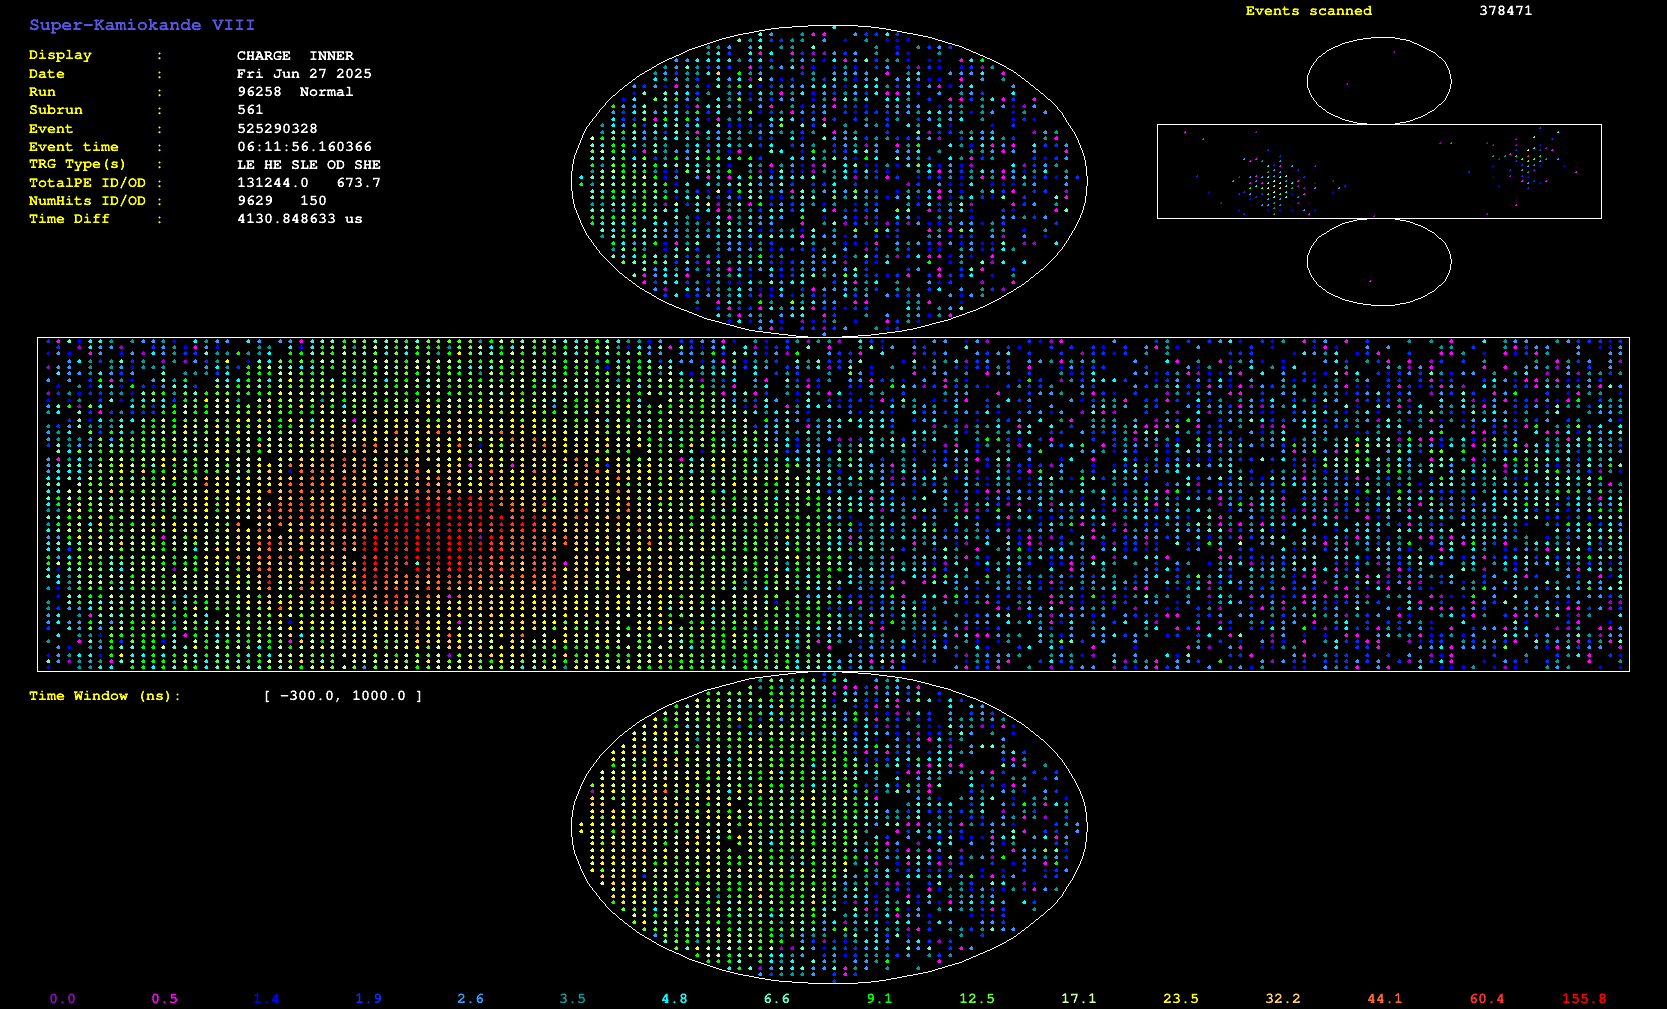 Super-Kamiokande VIII
Events scanned 378471
Display : CHARGE INNER
Date : Fri Jun 27 2025
Run : 96258 Normal
Subrun : 561
Event : 525290328
Event time : 06:11:56.160366
TRG Type(s) : LE HE SLE OD SHE
TotalPE ID/OD : 131244.0 673.7
NumHits ID/OD : 9629 150
Time Diff : 4130.848633 us
Time Window (ns): [ -300.0, 1000.0 ]
0.0 0.5 1.4 1.9 2.6 3.5 4.8 6.6 9.1 12.5 17.1 23.5 32.2 44.1 60.4 155.8